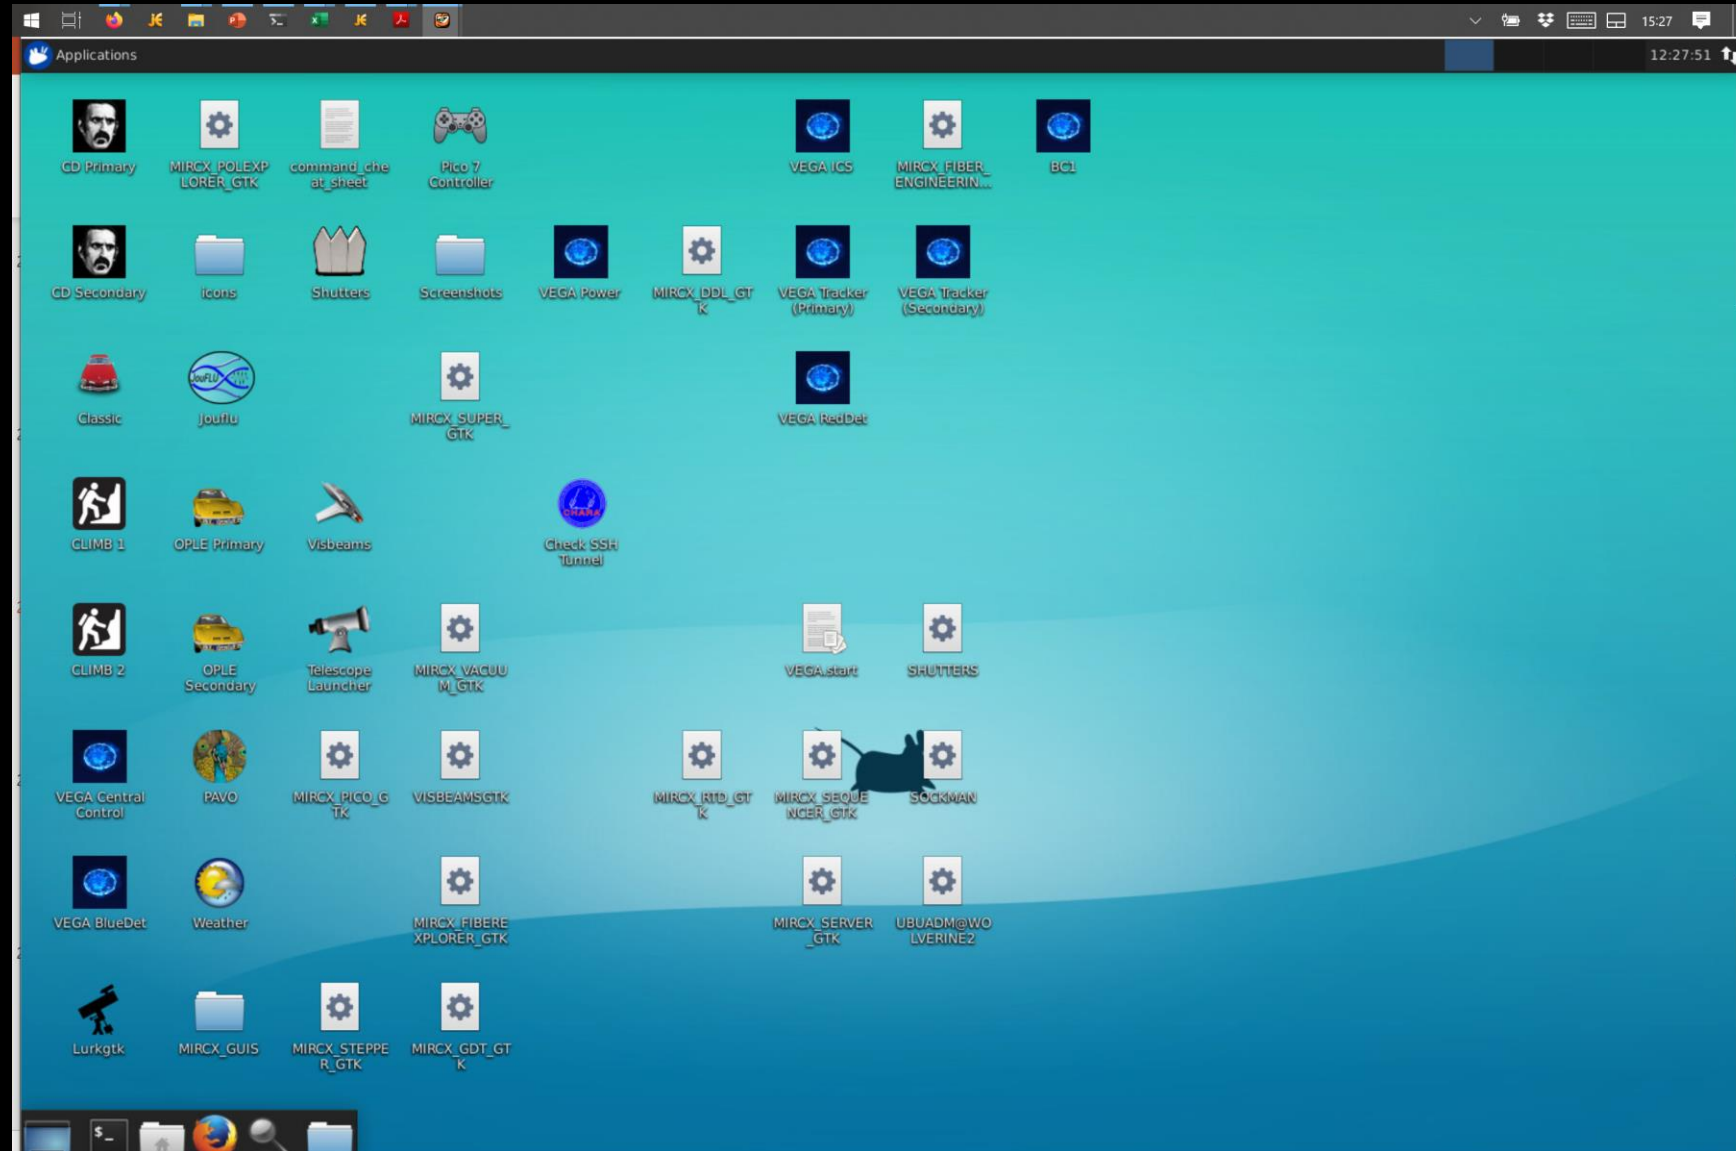 15:27
Applications
12:27:51
CD Primary
MIRCX_POLEXP
LORER_GTK
command_che
at_sheet
Pico 7
Controller
VEGA ICS
MIRCX_FIBER_
ENGINEERIN...
BC1
CD Secondary
icons
Shutters
Screenshots
VEGA Power
MIRCX_DDL_GT
K
VEGA Tracker
(Primary)
VEGA Tracker
(Secondary)
Classic
JouFLU
Jouflu
MIRCX_SUPER_
GTK
VEGA RedDet
CLIMB 1
OPLE Primary
Visbeams
CHARA
Check SSH
Tunnel
CLIMB 2
OPLE
Secondary
Telescope
Launcher
MIRCX_VACUU
M_GTK
VEGA.start
SHUTTERS
VEGA Central
Control
PAVO
MIRCX_PICO_G
TK
VISBEAMSGTK
MIRCX_RTD_GT
K
MIRCX_SEQUE
NCER_GTK
SOCKMAN
VEGA BlueDet
Weather
MIRCX_FIBERE
XPLORER_GTK
MIRCX_SERVER
_GTK
UBUADM@WO
LVERINE2
Lurkgtk
MIRCX_GUIS
MIRCX_STEPPE
R_GTK
MIRCX_GDT_GT
K
$_